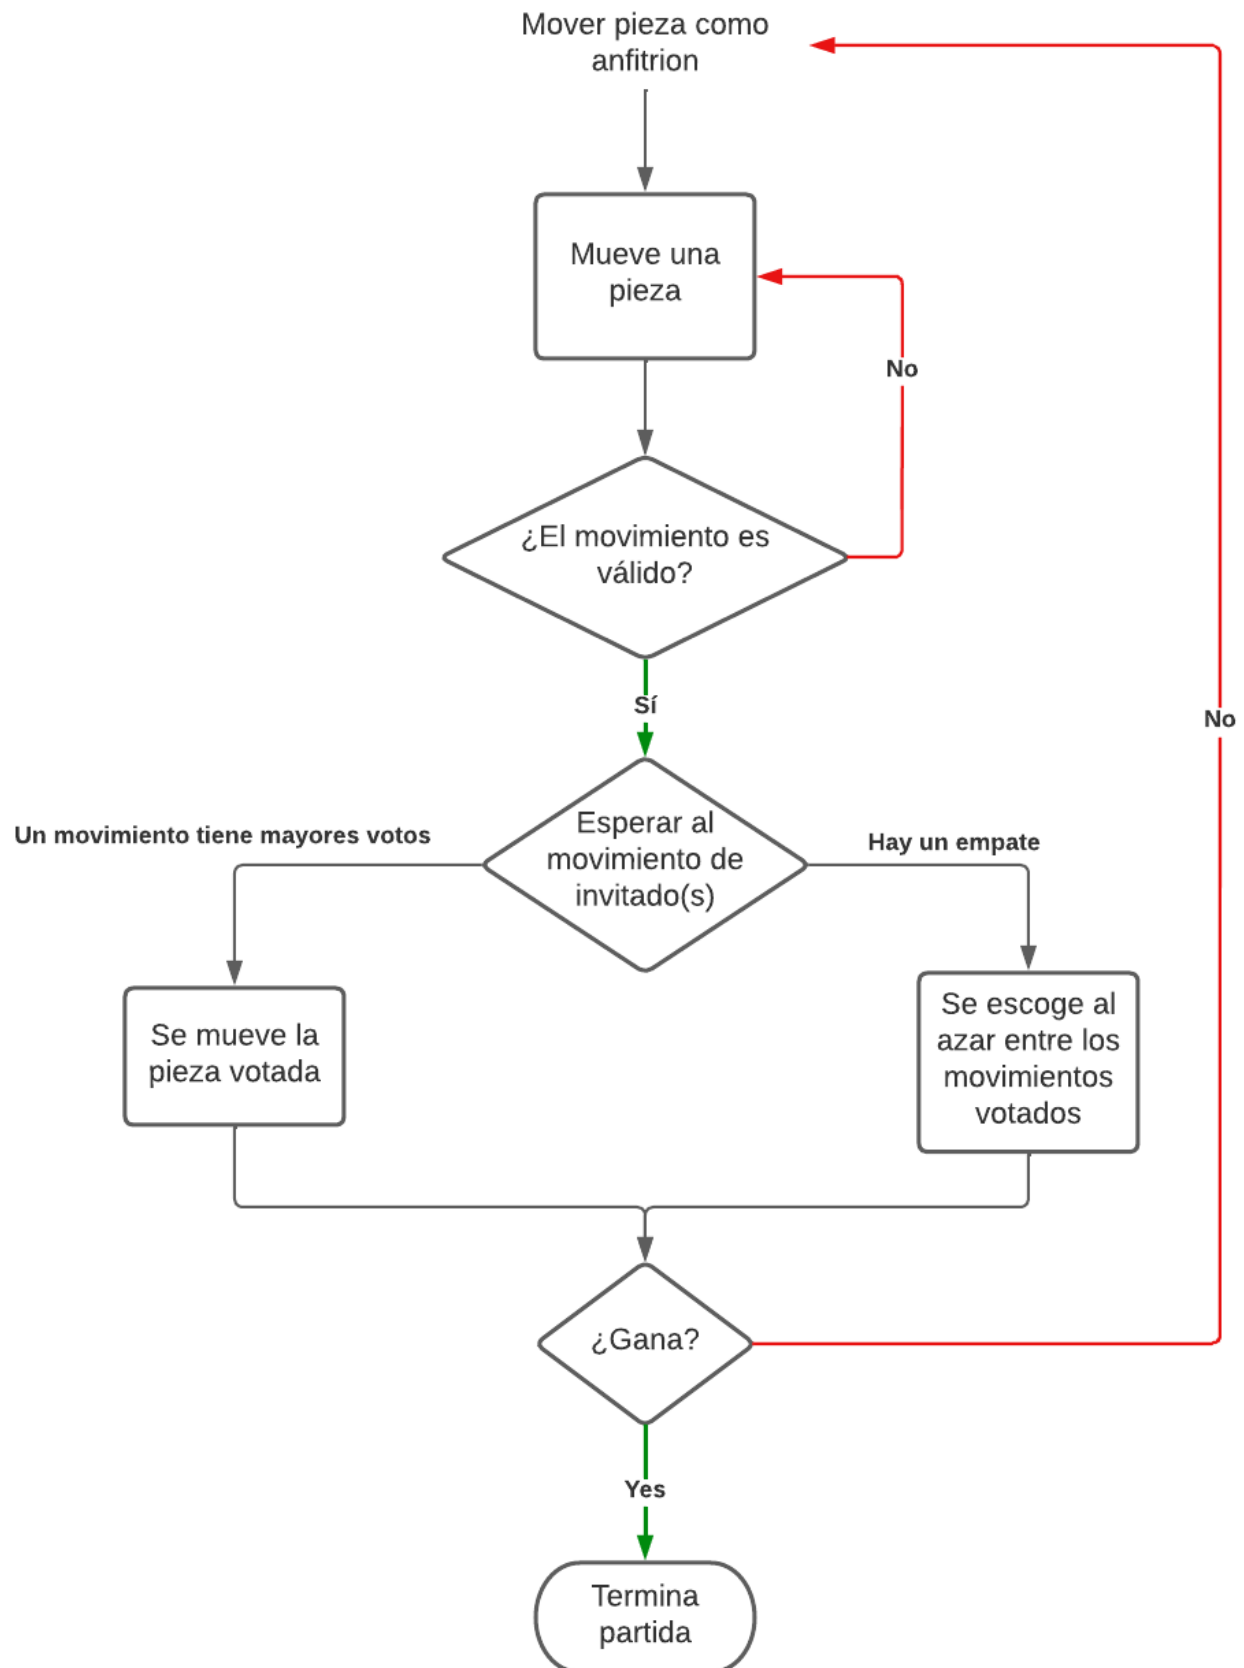 Mover pieza como
anfitrion
Mueve una
pieza
No
¿El movimiento es
válido?
Sí
No
Un movimiento tiene mayores votos
Esperar al
movimiento de
invitado(s)
Hay un empate
Se mueve la
pieza votada
Se escoge al
azar entre los
movimientos
votados
¿Gana?
Yes
Termina
partida